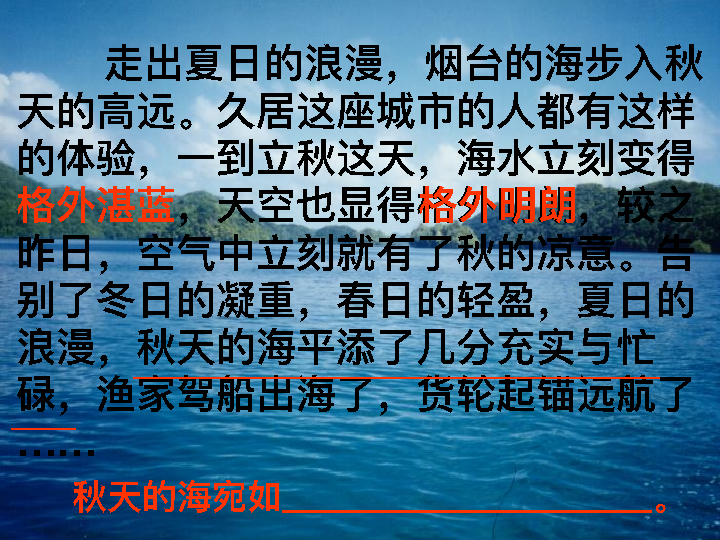 走出夏日的浪漫，烟台的海步入秋
天的高远。久居这座城市的人都有这样
的体验，一到立秋这天，海水立刻变得
格外湛蓝，天空也显得格外明朗，较之
昨日，空气中立刻就有了秋的凉意。告
别了冬日的凝重，春日的轻盈，夏日的
浪漫，秋天的海平添了几分充实与忙
碌，渔家驾船出海了，货轮起锚远航了
……
秋天的海宛如____________________。